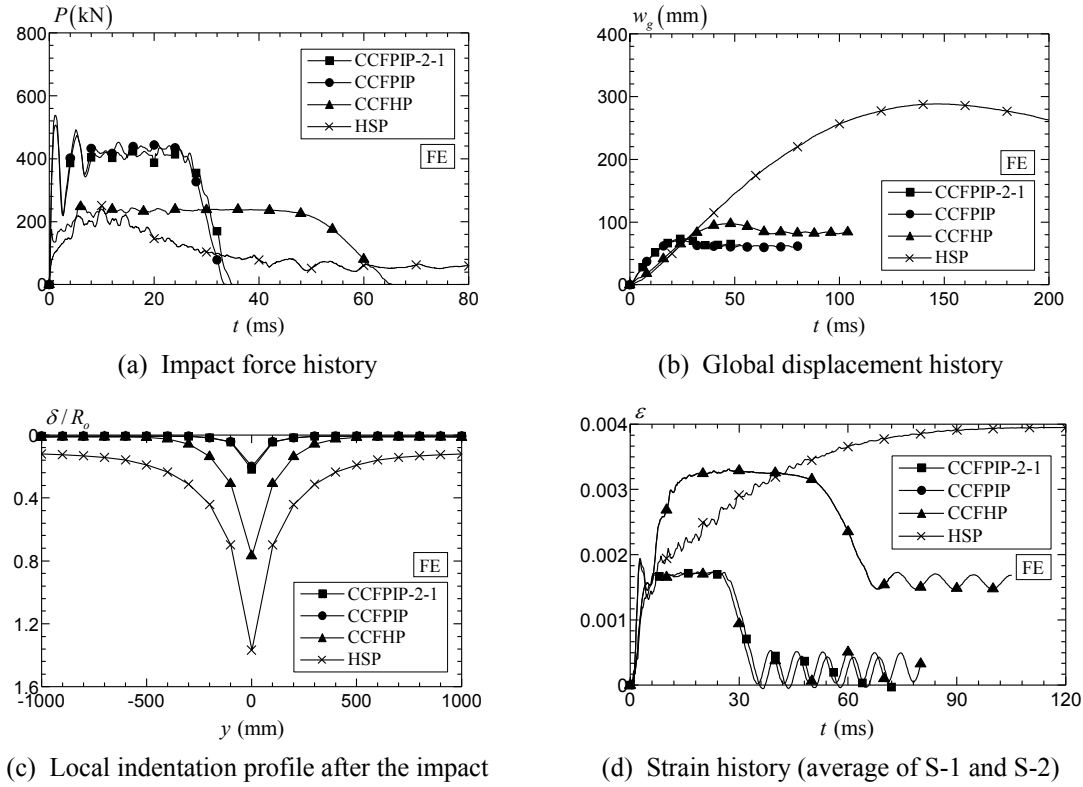 P(kN)
800
600
400
200
0
0 20 40 60 80
t (ms)
CCFPIP-2-1
CCFPIP
CCFHP
HSP
FE
(a) Impact force history
w_g(mm)
400
300
200
100
0
0 50 100 150 200
t (ms)
FE
CCFPIP-2-1
CCFPIP
CCFHP
HSP
(b) Global displacement history
δ/R_o
0
0.4
0.8
1.2
1.6
-1000 -500 0 500 1000
y (mm)
FE
CCFPIP-2-1
CCFPIP
CCFHP
HSP
(c) Local indentation profile after the impact
ε
0.004
0.003
0.002
0.001
0
0 30 60 90 120
t (ms)
CCFPIP-2-1
CCFPIP
CCFHP
HSP
FE
(d) Strain history (average of S-1 and S-2)